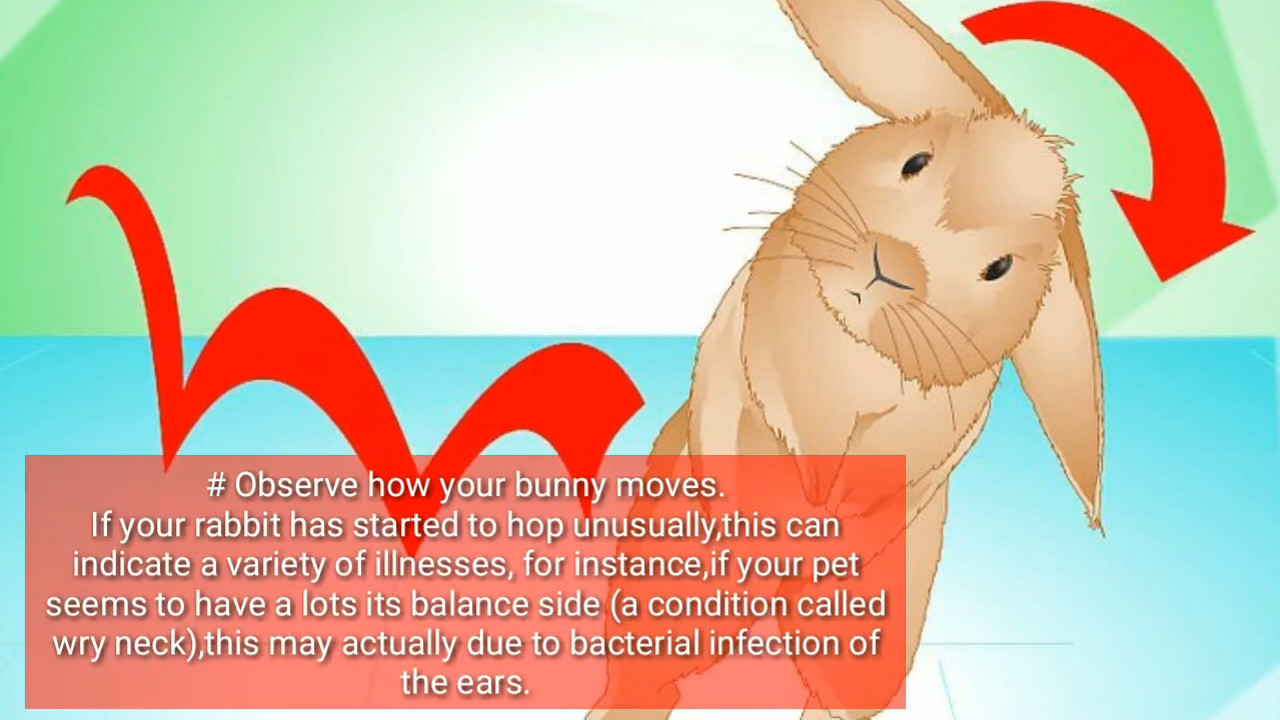 # Observe how your bunny moves.
If your rabbit has started to hop unusually,this can
indicate a variety of illnesses, for instance,if your pet
seems to have a lots its balance side (a condition called
wry neck),this may actually due to bacterial infection of
the ears.